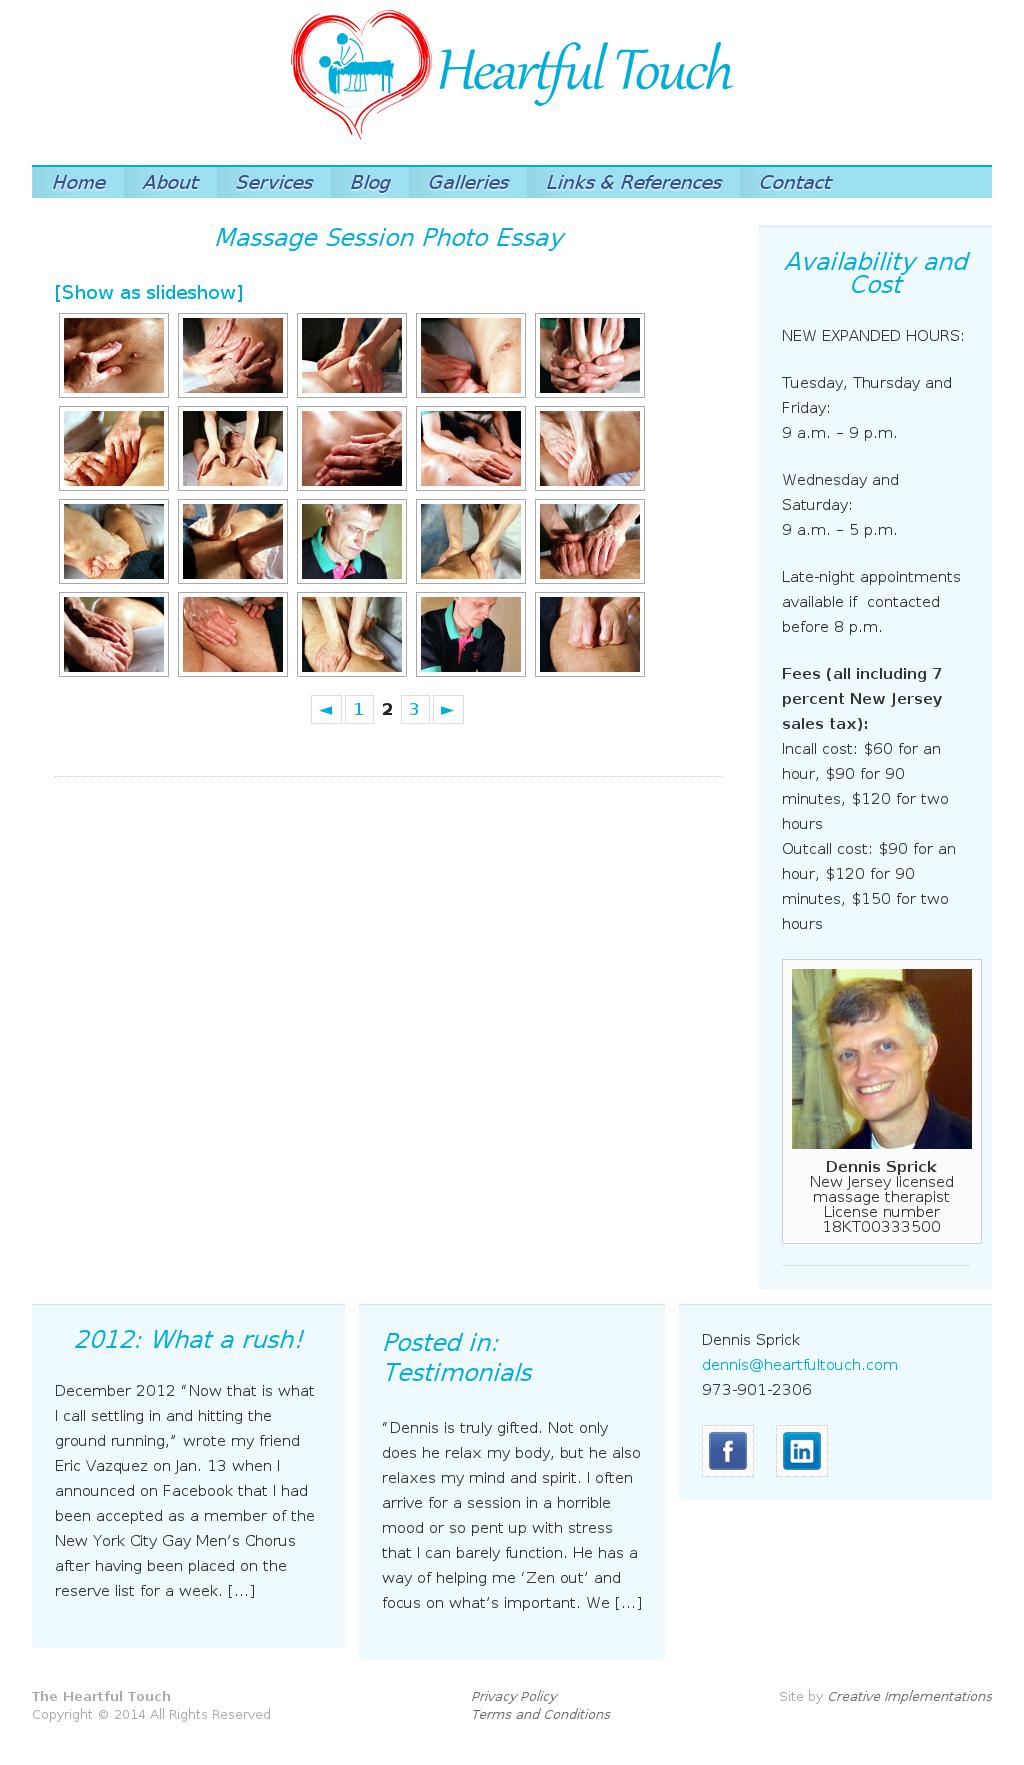 Heartful Touch
Home About Services Blog Galleries Links & References Contact
Massage Session Photo Essay
[Show as slideshow]
◄ 1 2 3 ►
Availability and
Cost
NEW EXPANDED HOURS:
Tuesday, Thursday and
Friday:
9 a.m. – 9 p.m.
Wednesday and
Saturday:
9 a.m. – 5 p.m.
Late-night appointments
available if  contacted
before 8 p.m.
Fees (all including 7
percent New Jersey
sales tax):
Incall cost: $60 for an
hour, $90 for 90
minutes, $120 for two
hours
Outcall cost: $90 for an
hour, $120 for 90
minutes, $150 for two
hours
Dennis Sprick
New Jersey licensed
massage therapist
License number
18KT00333500
2012: What a rush!
December 2012 “Now that is what
I call settling in and hitting the
ground running,” wrote my friend
Eric Vazquez on Jan. 13 when I
announced on Facebook that I had
been accepted as a member of the
New York City Gay Men’s Chorus
after having been placed on the
reserve list for a week. [...]
Posted in:
Testimonials
“Dennis is truly gifted. Not only
does he relax my body, but he also
relaxes my mind and spirit. I often
arrive for a session in a horrible
mood or so pent up with stress
that I can barely function. He has a
way of helping me ‘Zen out’ and
focus on what’s important. We [...]
Dennis Sprick
dennis@heartfultouch.com
973-901-2306
f in
The Heartful Touch
Copyright © 2014 All Rights Reserved
Privacy Policy
Terms and Conditions
Site by Creative Implementations